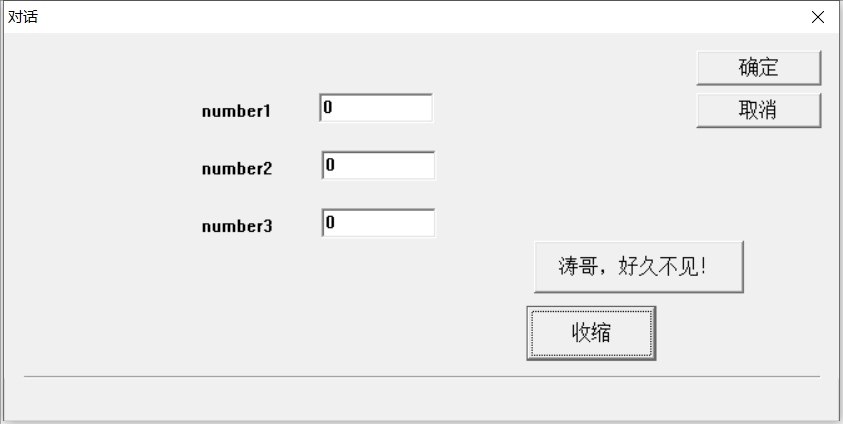 对话
确定
number1 0
取消
number2 0
number3 0
涛哥，好久不见！
收缩